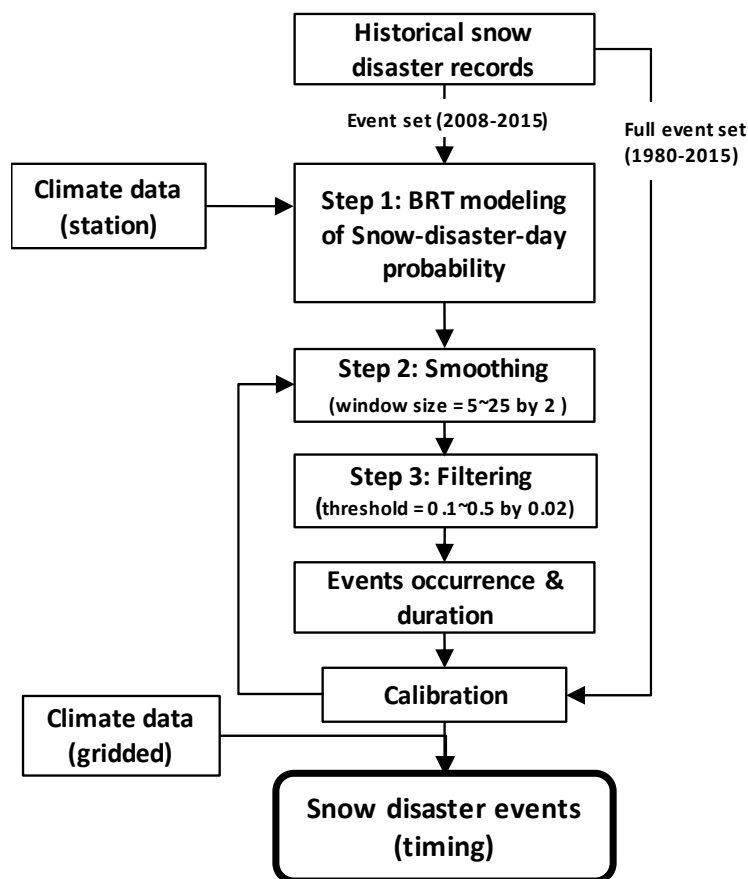 Historical snow
disaster records
Event set (2008-2015)
Full event set
(1980-2015)
Climate data
(station)
Step 1: BRT modeling
of Snow-disaster-day
probability
Step 2: Smoothing
(window size = 5~25 by 2 )
Step 3: Filtering
(threshold = 0.1~0.5 by 0.02)
Events occurrence &
duration
Calibration
Climate data
(gridded)
Snow disaster events
(timing)